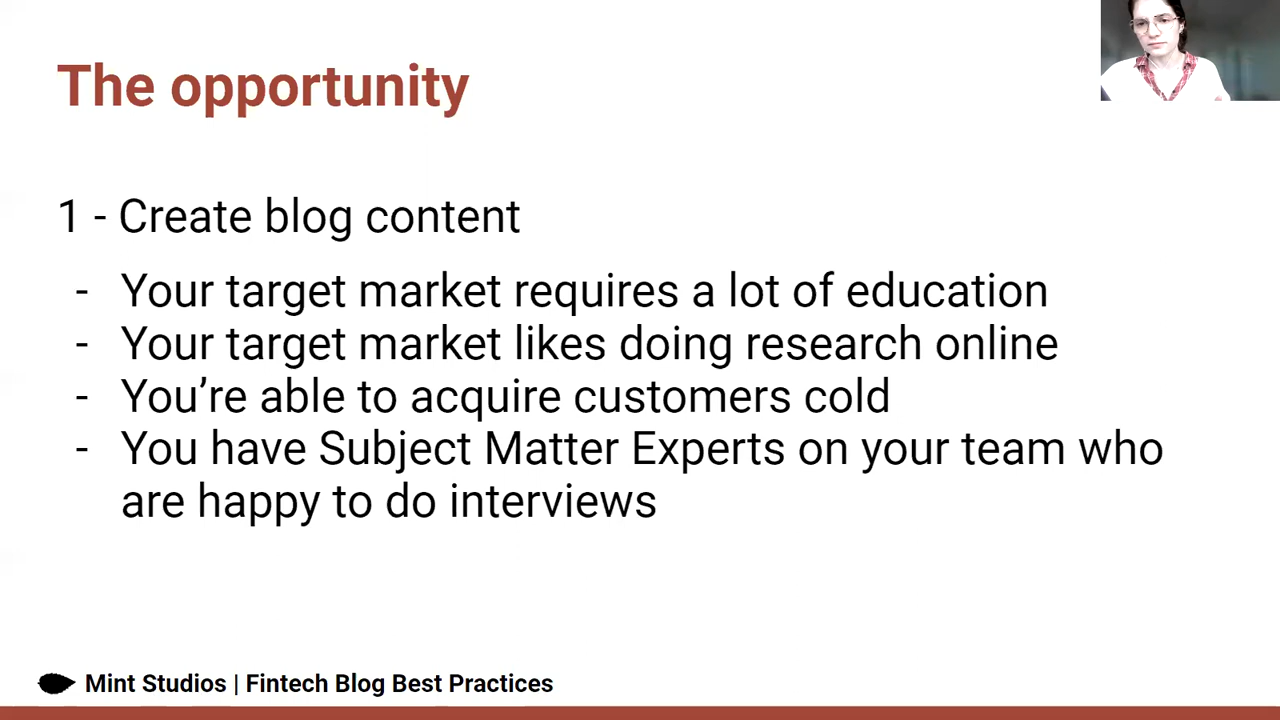 The opportunity
1 - Create blog content
- Your target market requires a lot of education
- Your target market likes doing research online
- You’re able to acquire customers cold
- You have Subject Matter Experts on your team who
are happy to do interviews
Mint Studios | Fintech Blog Best Practices